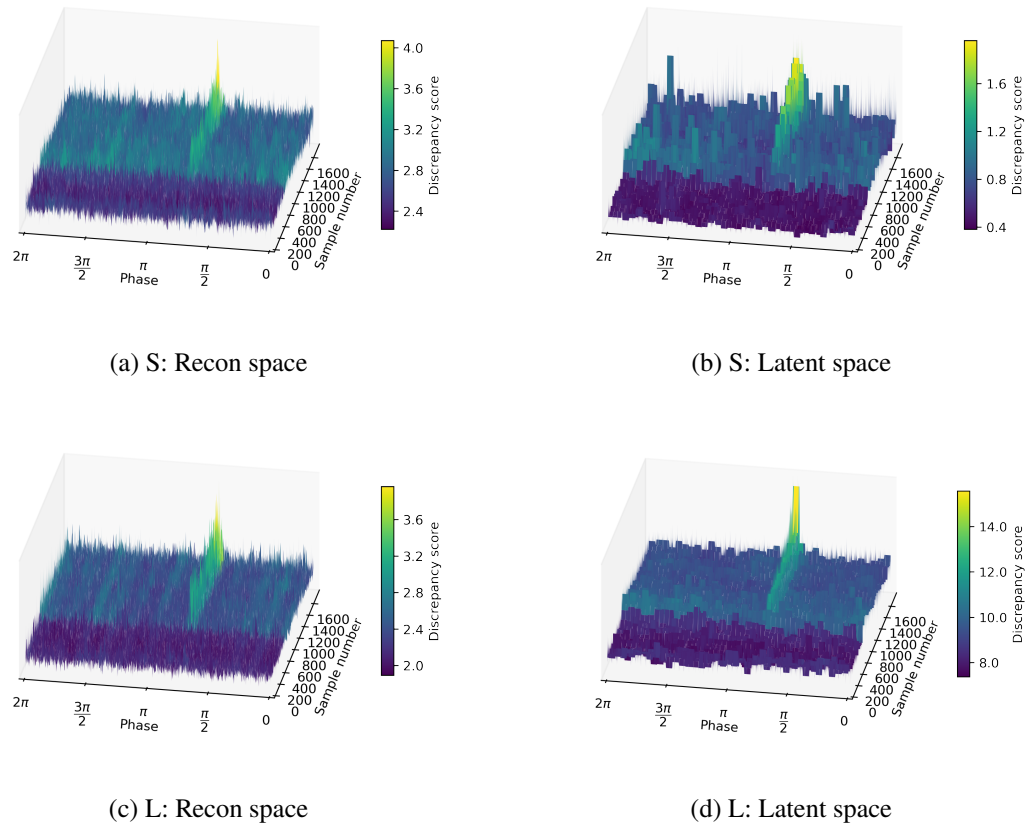 4.0
3.6
3.2
2.8
2.4
Discrepancy score
1600
1400
1200
1000
800
600
400
200
0
Sample number
2π
3π/2
π
π/2
0
Phase
(a) S: Recon space
1.6
1.2
0.8
0.4
Discrepancy score
1600
1400
1200
1000
800
600
400
200
0
Sample number
2π
3π/2
π
π/2
0
Phase
(b) S: Latent space
3.6
3.2
2.8
2.4
2.0
Discrepancy score
1600
1400
1200
1000
800
600
400
200
0
Sample number
2π
3π/2
π
π/2
0
Phase
(c) L: Recon space
14.0
12.0
10.0
8.0
Discrepancy score
1600
1400
1200
1000
800
600
400
200
0
Sample number
2π
3π/2
π
π/2
0
Phase
(d) L: Latent space